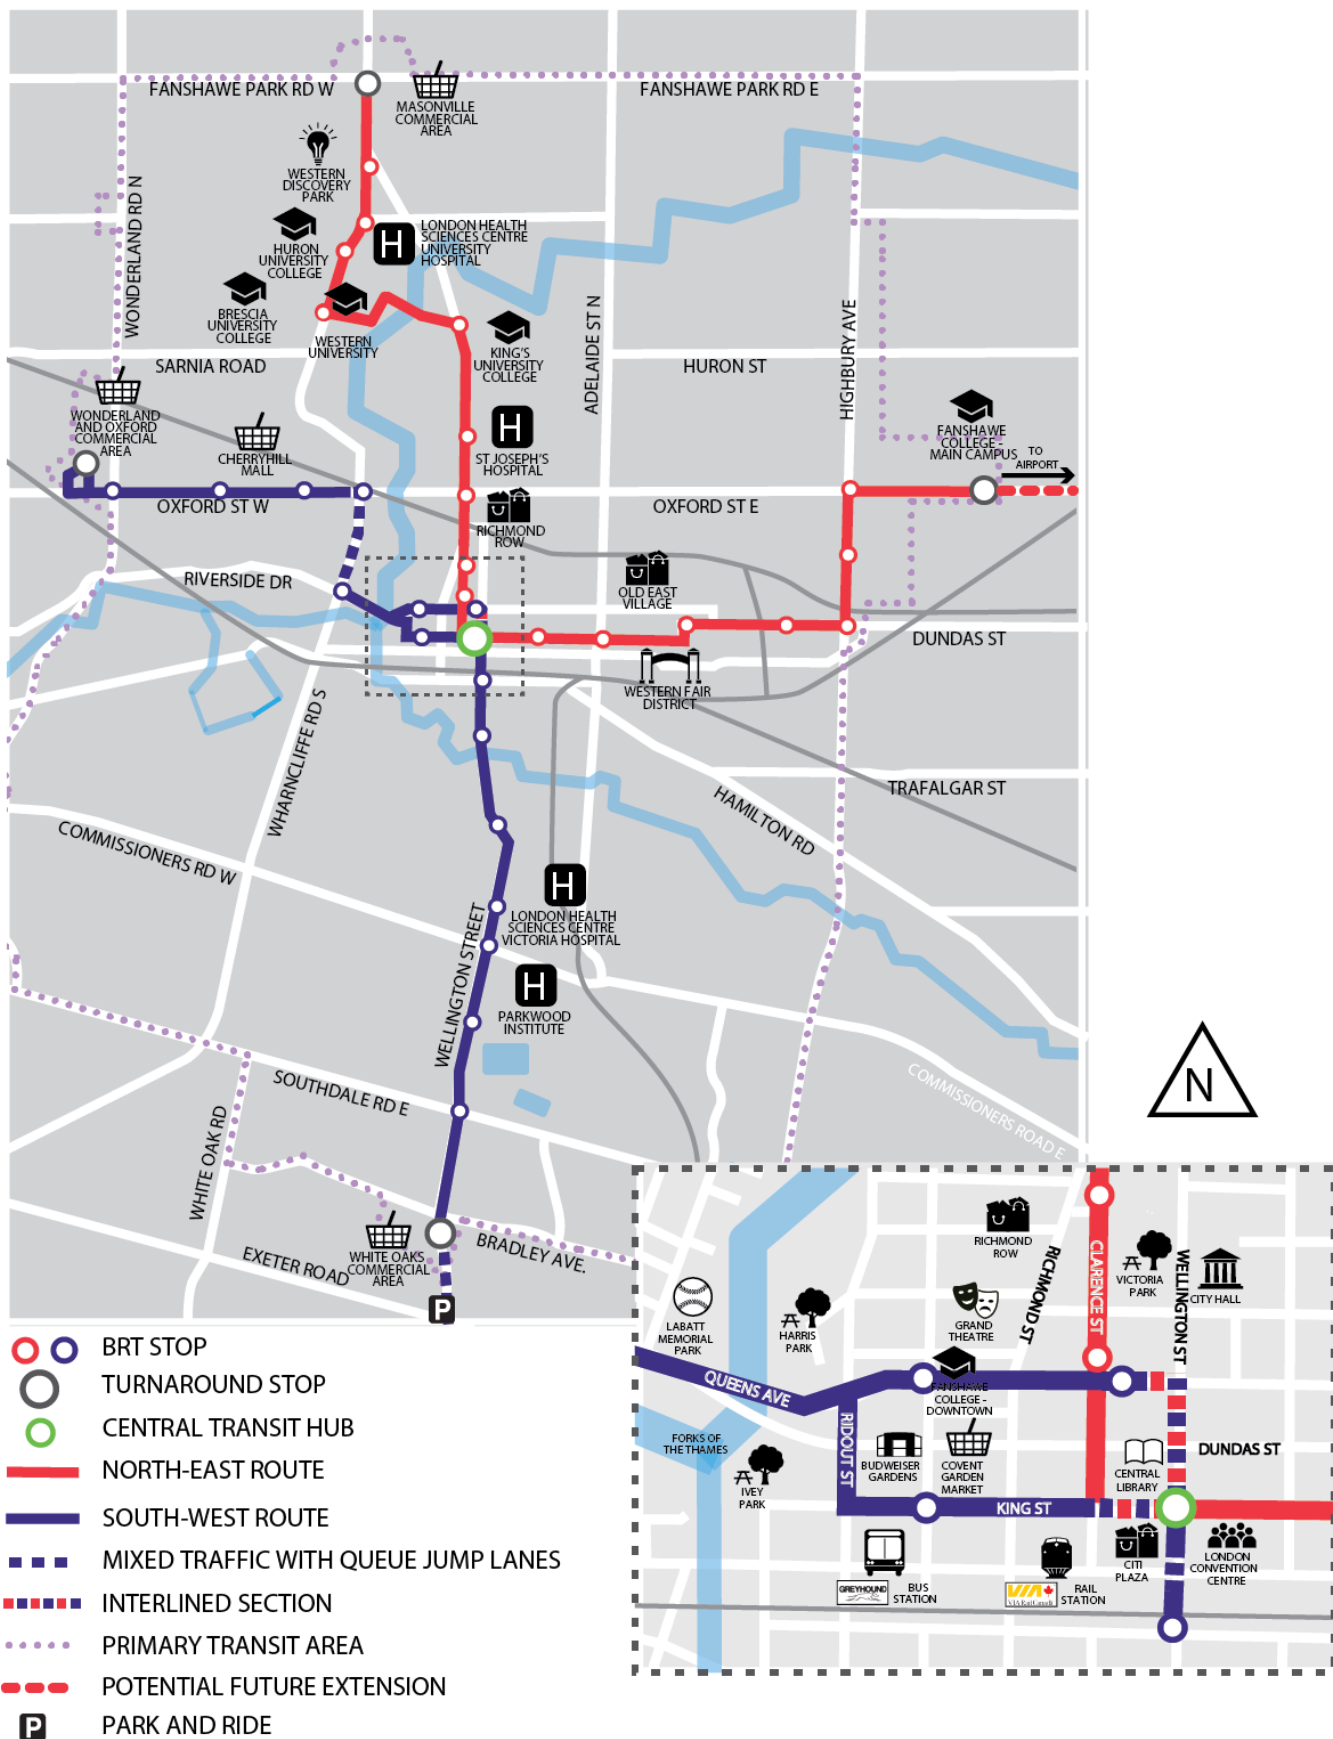 FANSHAWE PARK RD W
FANSHAWE PARK RD E
MASONVILLE
COMMERCIAL
AREA
WESTERN
DISCOVERY
PARK
WONDERLAND RD N
HURON
UNIVERSITY
COLLEGE
H
LONDON HEALTH
SCIENCES CENTRE
UNIVERSITY
HOSPITAL
BRESCIA
UNIVERSITY
COLLEGE
WESTERN
UNIVERSITY
KING'S
UNIVERSITY
COLLEGE
ADELAIDE ST N
HIGHBURY AVE
SARNIA ROAD
HURON ST
WONDERLAND
AND OXFORD
COMMERCIAL
AREA
CHERRYHILL
MALL
H
ST JOSEPH'S
HOSPITAL
FANSHAWE
COLLEGE -
MAIN CAMPUS
TO
AIRPORT
OXFORD ST W
RICHMOND
ROW
OXFORD ST E
RIVERSIDE DR
OLD EAST
VILLAGE
DUNDAS ST
WESTERN FAIR
DISTRICT
WHARNCLIFFE RD S
TRAFALGAR ST
HAMILTON RD
COMMISSIONERS RD W
H
LONDON HEALTH
SCIENCES CENTRE
VICTORIA HOSPITAL
WELLINGTON STREET
H
PARKWOOD
INSTITUTE
COMMISSIONERS ROAD E
SOUTHDALE RD E
WHITE OAK RD
N
WHITE OAKS
COMMERCIAL
AREA
BRADLEY AVE.
EXETER ROAD
P
RICHMOND
ROW
RICHMOND ST
CLARENCE ST
VICTORIA
PARK
WELLINGTON ST
CITY HALL
LABATT
MEMORIAL
PARK
HARRIS
PARK
GRAND
THEATRE
QUEENS AVE
FANSHAWE
COLLEGE -
DOWNTOWN
FORKS OF
THE THAMES
IVEY
PARK
RIDOUT ST
BUDWEISER
GARDENS
COVENT
GARDEN
MARKET
CENTRAL
LIBRARY
DUNDAS ST
KING ST
GREYHOUND
BUS
STATION
VIA
VIA Rail Canada
RAIL
STATION
CITI
PLAZA
LONDON
CONVENTION
CENTRE
BRT STOP
TURNAROUND STOP
CENTRAL TRANSIT HUB
NORTH-EAST ROUTE
SOUTH-WEST ROUTE
MIXED TRAFFIC WITH QUEUE JUMP LANES
INTERLINED SECTION
PRIMARY TRANSIT AREA
POTENTIAL FUTURE EXTENSION
P PARK AND RIDE